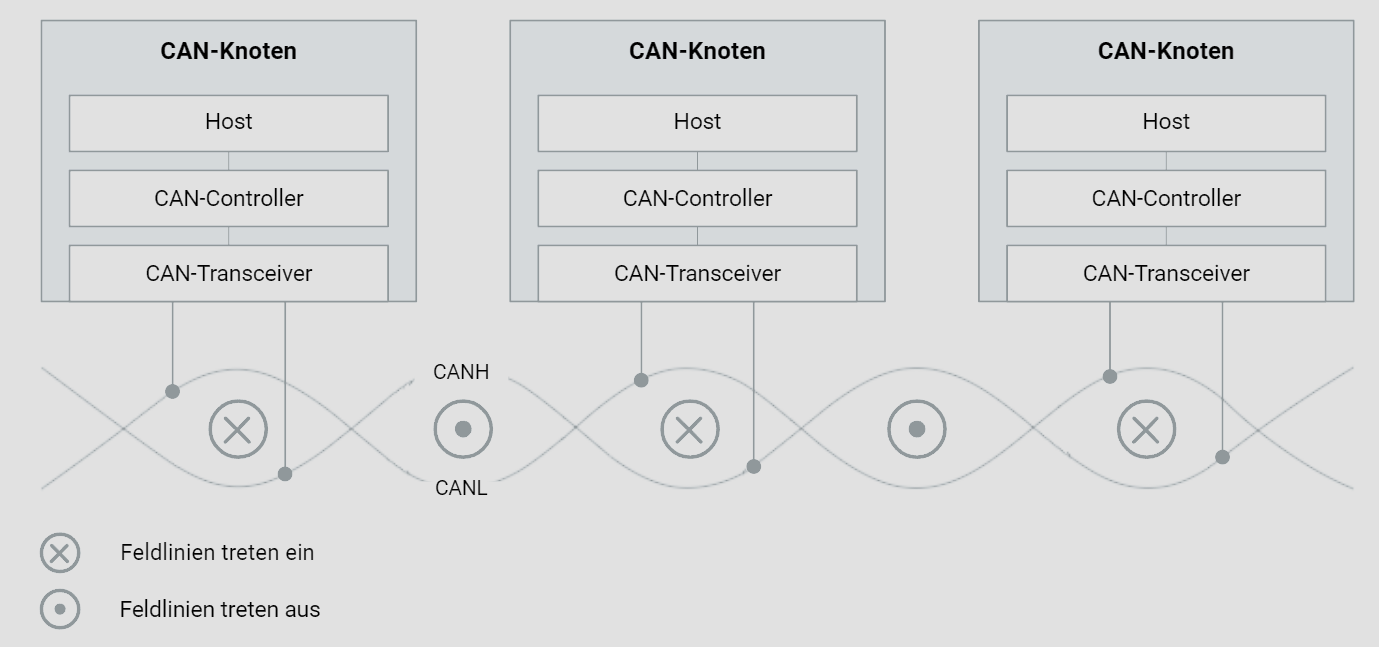 CAN-Knoten
Host
CAN-Controller
CAN-Transceiver
CAN-Knoten
Host
CAN-Controller
CAN-Transceiver
CAN-Knoten
Host
CAN-Controller
CAN-Transceiver
CANH
CANL
Feldlinien treten ein
Feldlinien treten aus